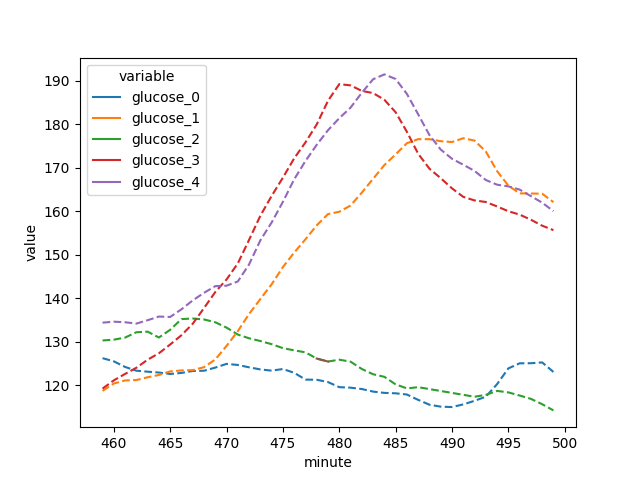 variable
glucose_0
glucose_1
glucose_2
glucose_3
glucose_4
190
180
170
160
150
140
130
120
value
460 465 470 475 480 485 490 495 500
minute